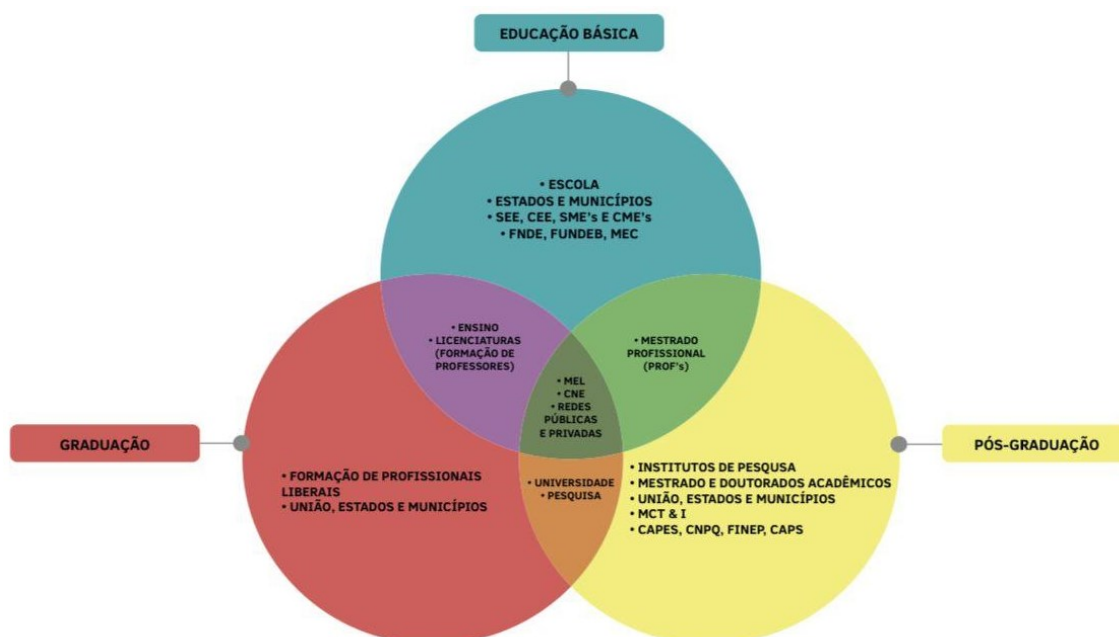 EDUCAÇÃO BÁSICA
• ESCOLA
• ESTADOS E MUNICÍPIOS
• SEE, CEE, SME's E CME's
• FNDE, FUNDEB, MEC
• ENSINO
• LICENCIATURAS
(FORMAÇÃO DE
PROFESSORES)
• MESTRADO
PROFISSIONAL
(PROF's)
• MEL
• CNE
• REDES
PÚBLICAS
E PRIVADAS
GRADUAÇÃO
PÓS-GRADUAÇÃO
• FORMAÇÃO DE PROFISSIONAIS
LIBERAIS
• UNIÃO, ESTADOS E MUNICÍPIOS
• UNIVERSIDADE
• PESQUISA
• INSTITUTOS DE PESQUSA
• MESTRADO E DOUTORADOS ACADÊMICOS
• UNIÃO, ESTADOS E MUNICÍPIOS
• MCT & I
• CAPES, CNPQ, FINEP, CAPS